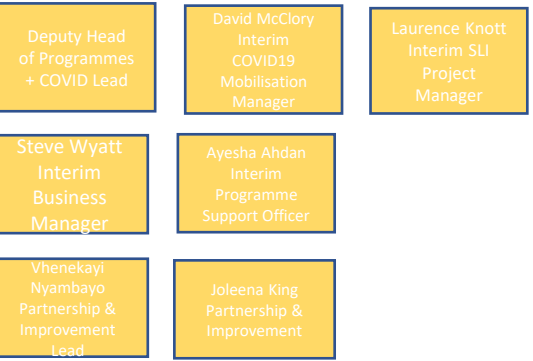 Deputy Head
of Programmes
+ COVID Lead
David McClory
Interim
COVID19
Mobilisation
Manager
Laurence Knott
Interim SLI
Project
Manager
Steve Wyatt
Interim
Business
Manager
Ayesha Ahdan
Interim
Programme
Support Officer
Vhenekayi
Nyambayo
Partnership &
Improvement
Lead
Joleena King
Partnership &
Improvement